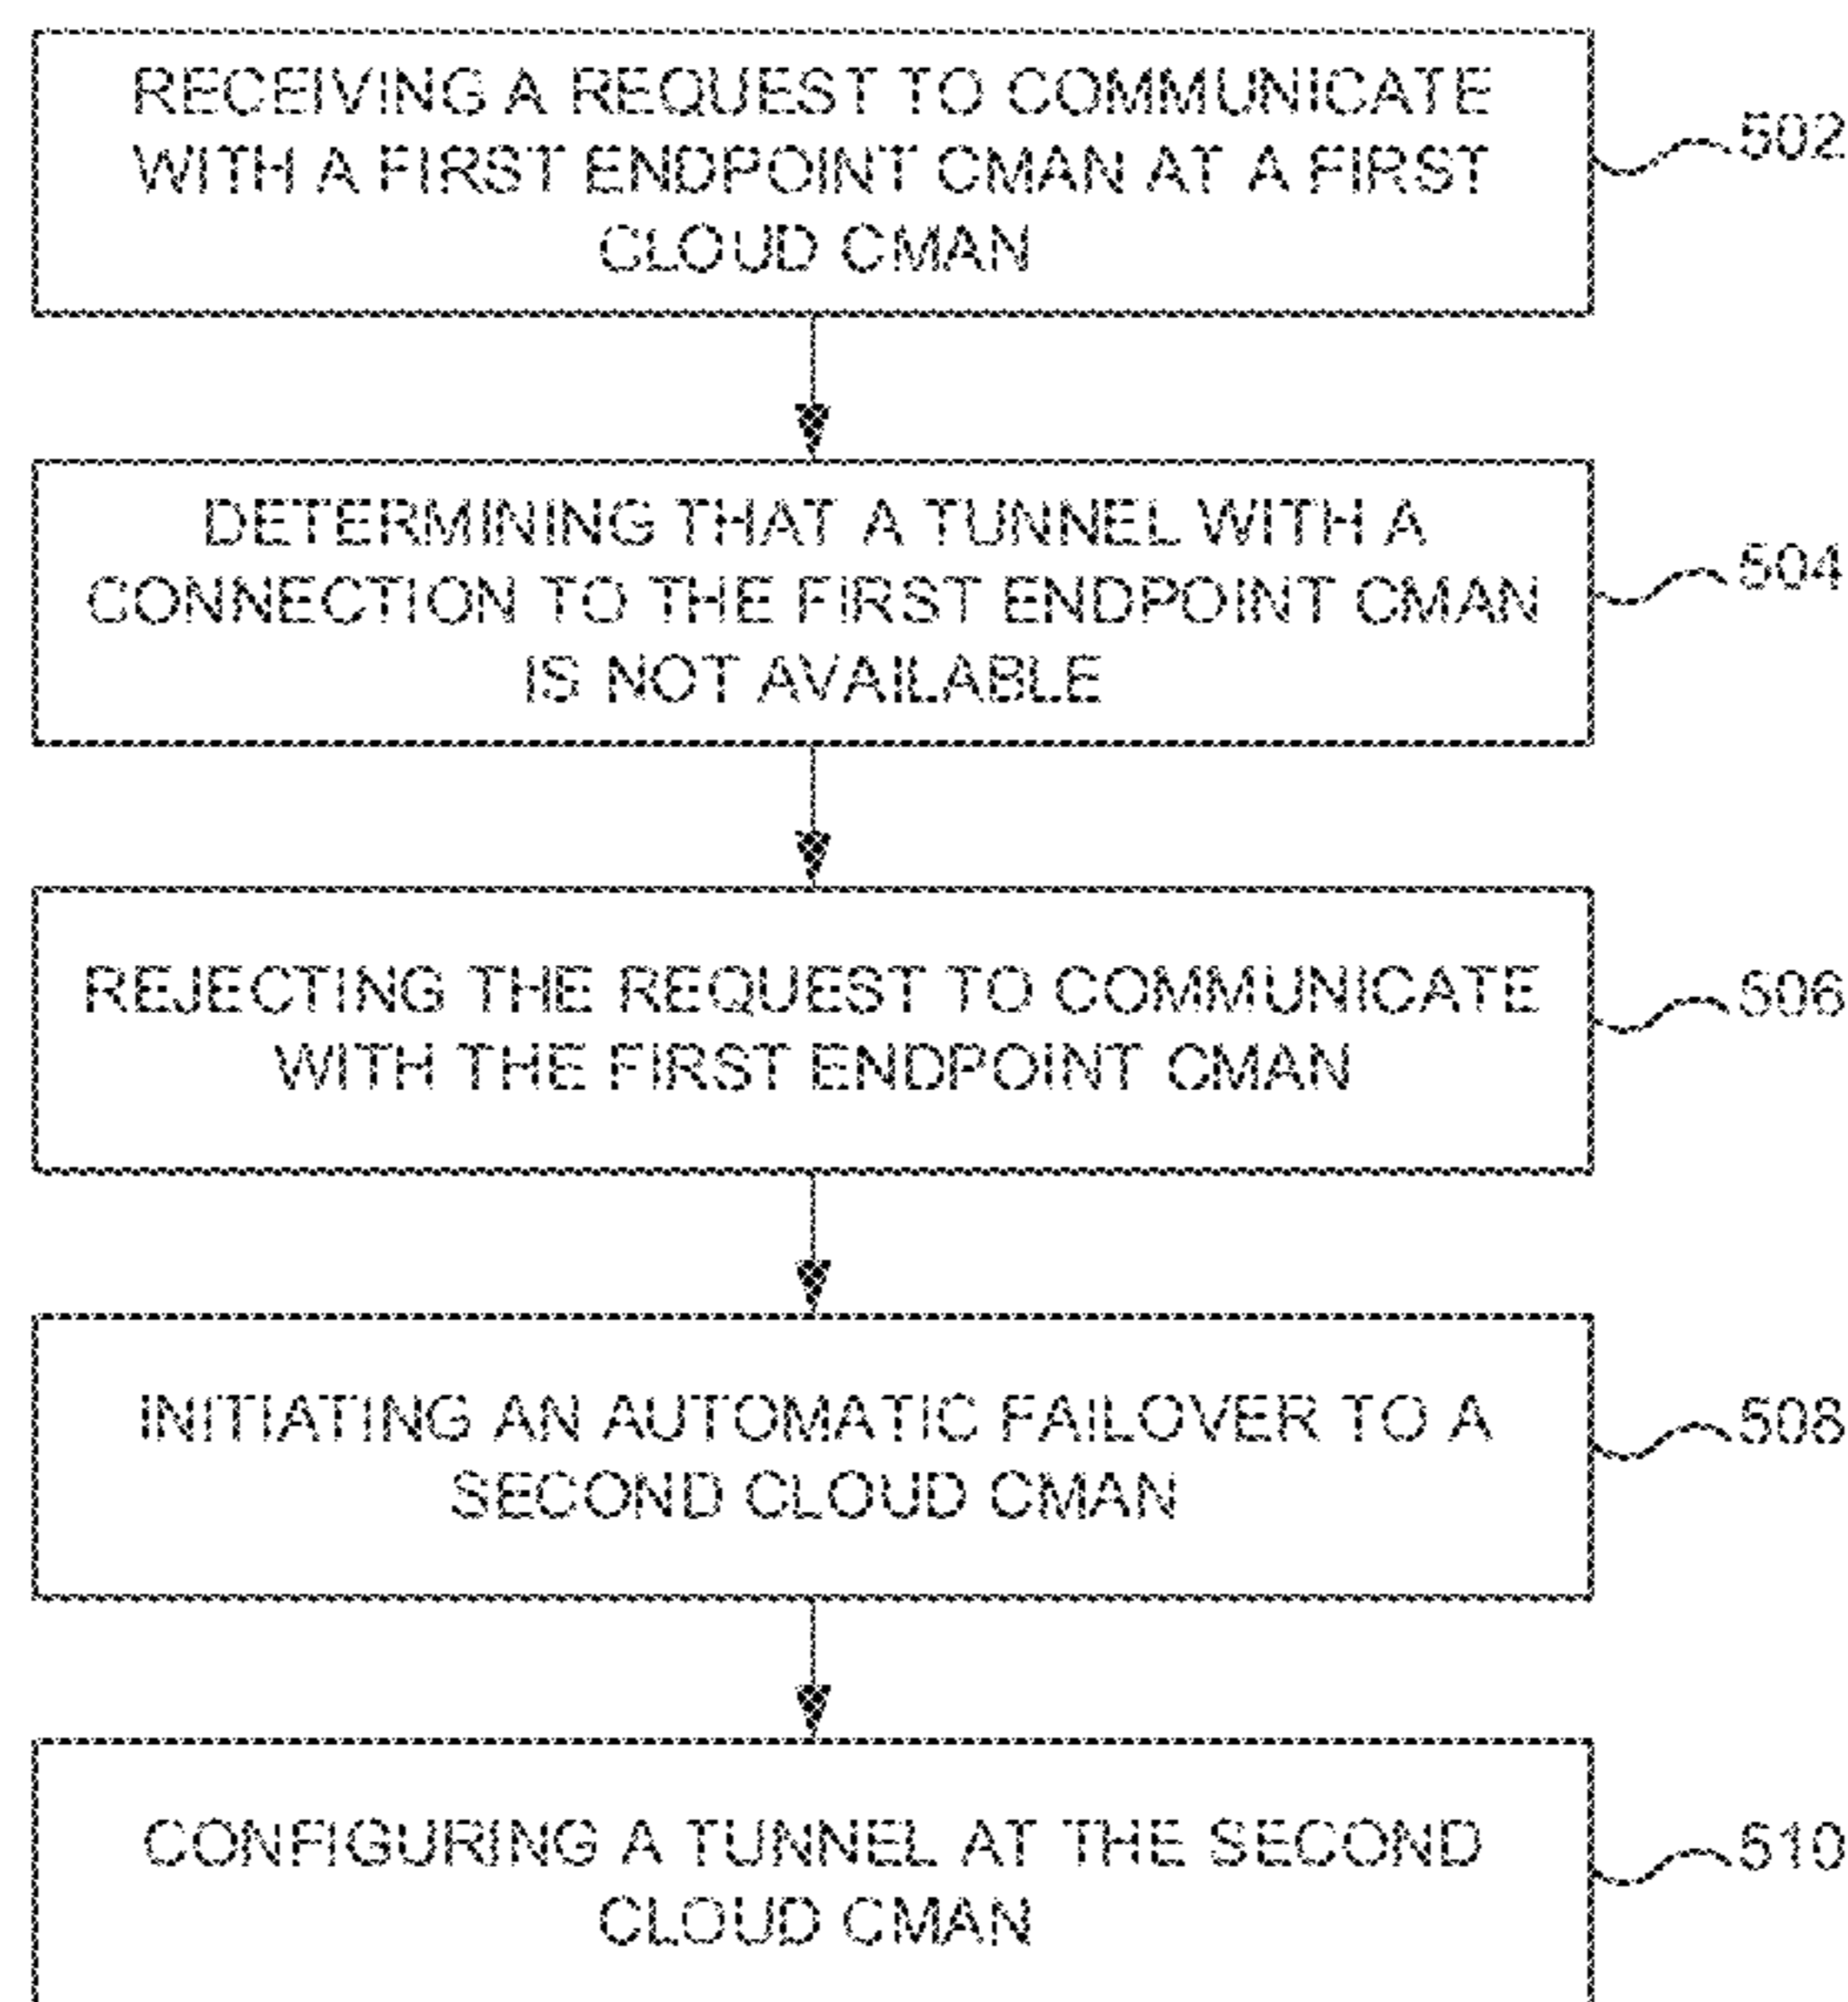 RECEIVING A REQUEST TO COMMUNICATE
WITH A FIRST ENDPOINT CMAN AT A FIRST
CLOUD CMAN
502
DETERMINING THAT A TUNNEL WITH A
CONNECTION TO THE FIRST ENDPOINT CMAN
IS NOT AVAILABLE
504
REJECTING THE REQUEST TO COMMUNICATE
WITH THE FIRST ENDPOINT CMAN
506
INITIATING AN AUTOMATIC FAILOVER TO A
SECOND CLOUD CMAN
508
CONFIGURING A TUNNEL AT THE SECOND
CLOUD CMAN
510